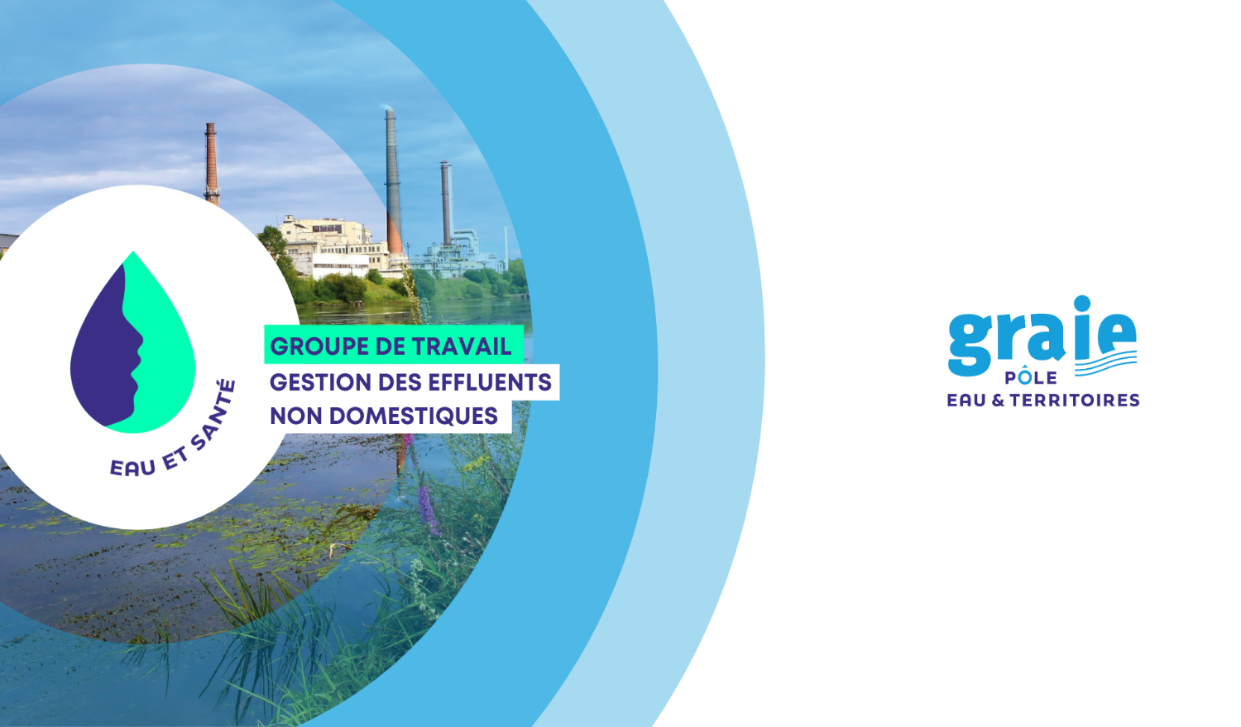 GROUPE DE TRAVAIL
GESTION DES EFFLUENTS
NON DOMESTIQUES
EAU ET SANTÉ
graie
PÔLE
EAU & TERRITOIRES